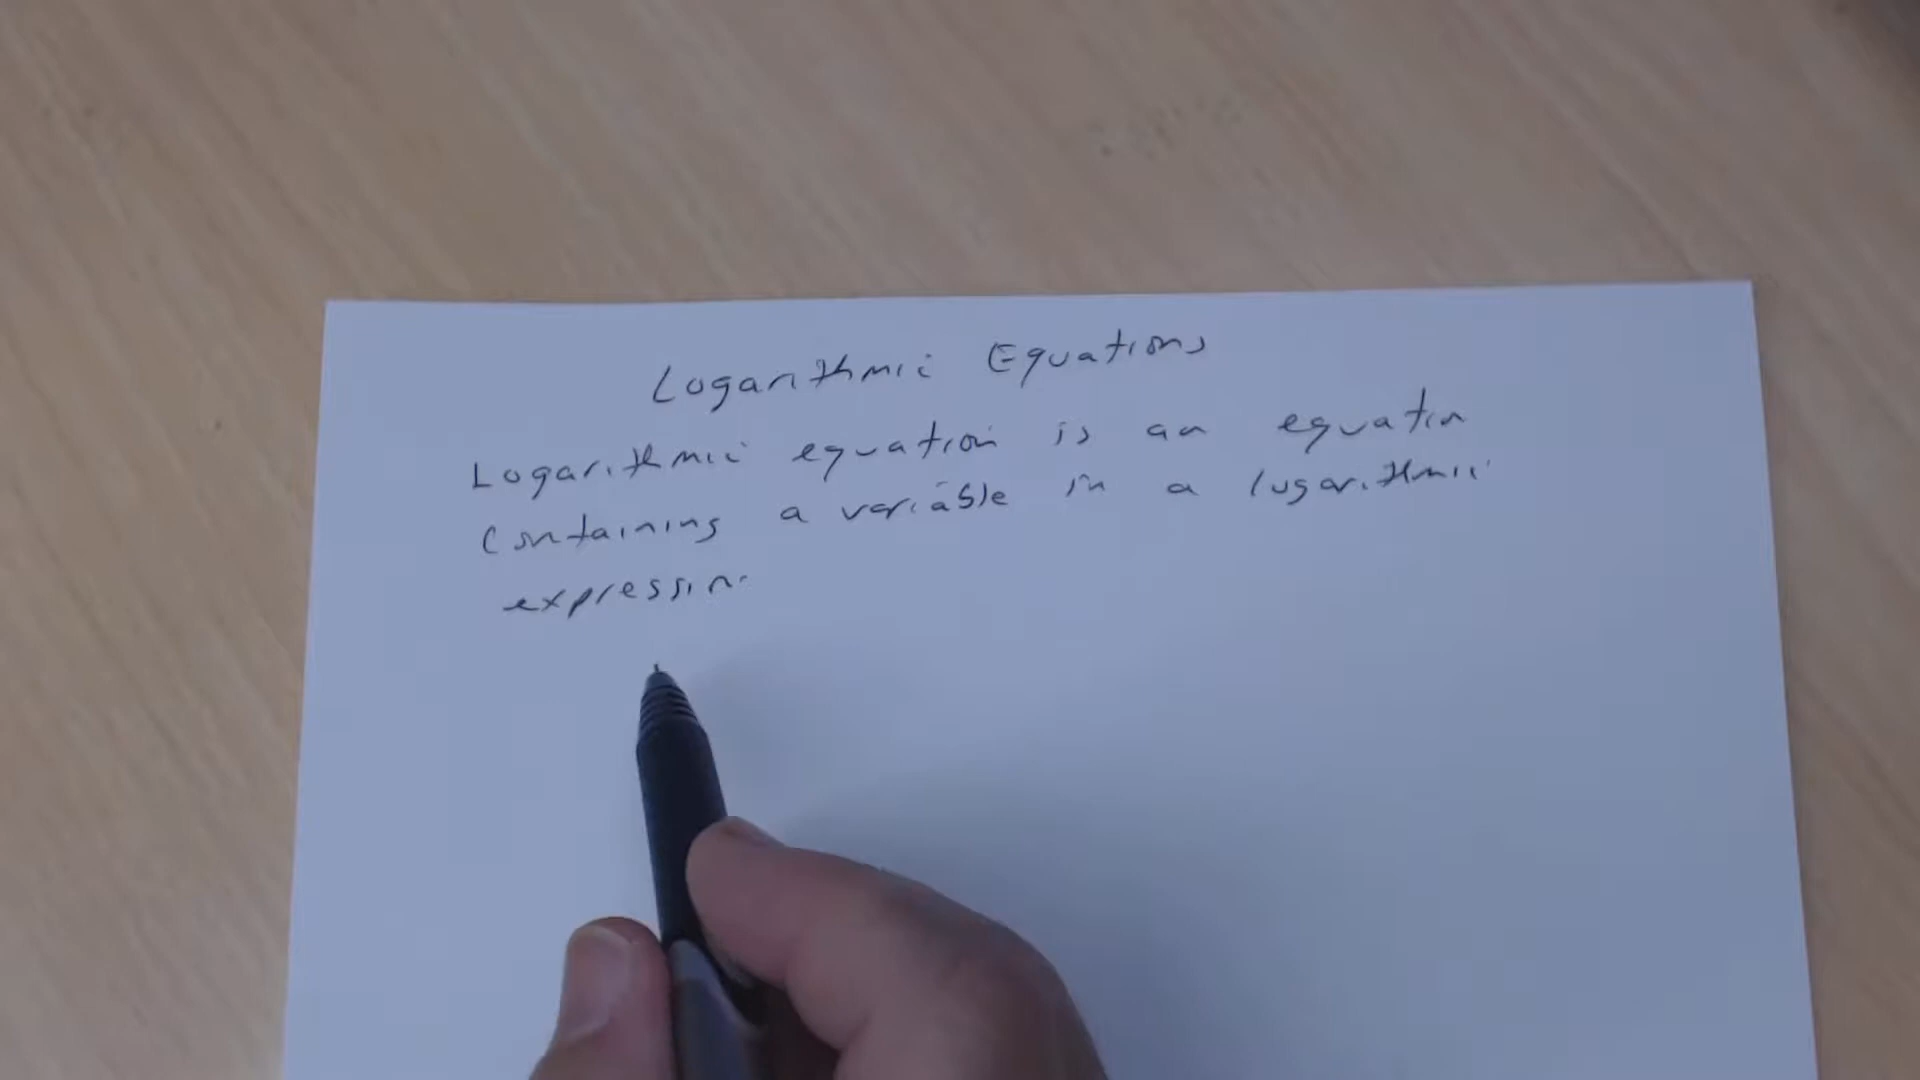 Logarithmic Equations
Logarithmic equation is an equation
containing a variable in a logarithmic
expression.